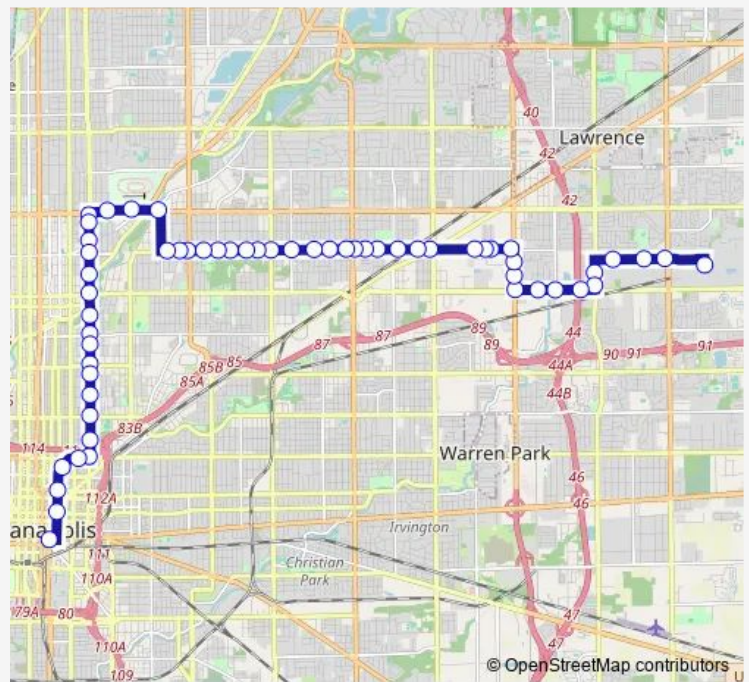 40
Lawrence
42
42
87
87
89
89
85B 85
85A
44
44A
90 91
91
44B
83B
114
Warren Park
46
46
112A
anapolis
Irvington
111
Christian
Park
110A
79A
80
47
47
110A
109
© OpenStreetMap contributors
U